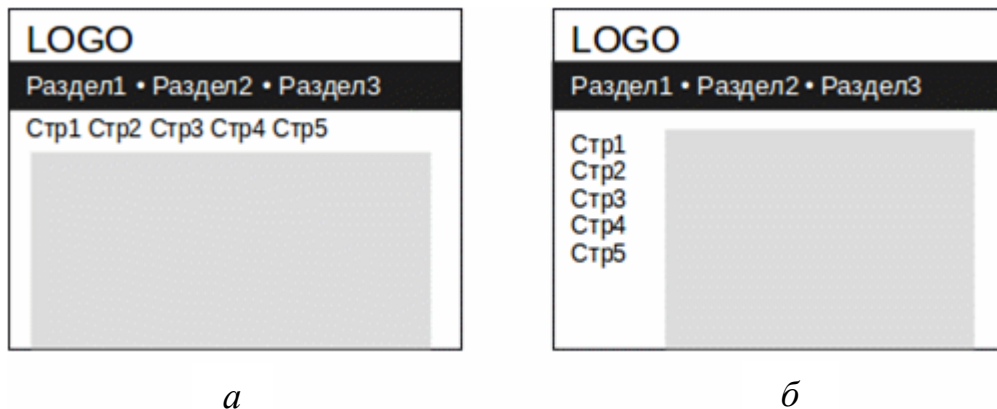 LOGO
Раздел1 • Раздел2 • Раздел3
Стр1 Стр2 Стр3 Стр4 Стр5
а
LOGO
Раздел1 • Раздел2 • Раздел3
Стр1
Стр2
Стр3
Стр4
Стр5
б